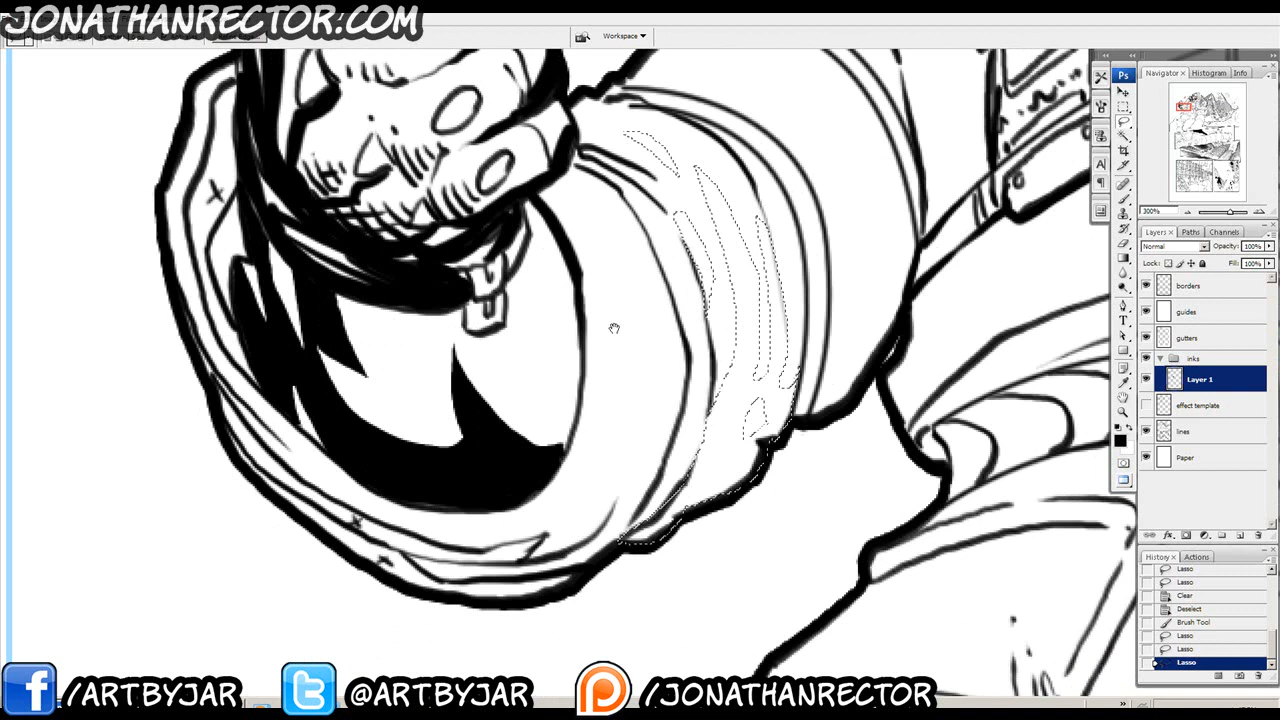 JONATHANRECTOR.COM
Workspace
Ps
Navigator × Histogram Info
300%
Layers × Paths Channels
Normal Opacity: 100%
Lock: Fill: 100%
borders
guides
gutters
inks
Layer 1
effect template
lines
Paper
History × Actions
Lasso
Lasso
Clear
Deselect
Brush Tool
Lasso
Lasso
Lasso
/ARTBYJAR @ARTBYJAR /JONATHANRECTOR